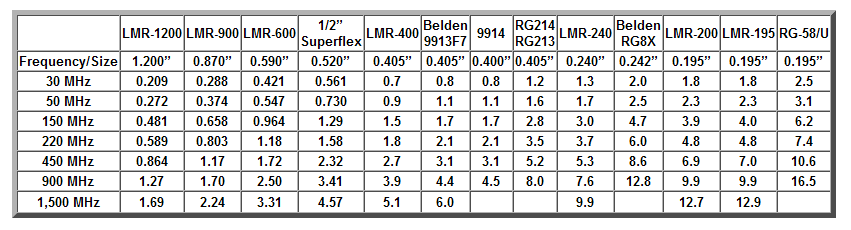 LMR-1200 LMR-900 LMR-600 1/2” Superflex LMR-400 Belden 9913F7 9914 RG214 RG213 LMR-240 Belden RG8X LMR-200 LMR-195 RG-58/U
Frequency/Size 1.200” 0.870” 0.590” 0.520” 0.405” 0.405” 0.400” 0.405” 0.240” 0.242” 0.195” 0.195” 0.195”
30 MHz 0.209 0.288 0.421 0.561 0.7 0.8 0.8 1.2 1.3 2.0 1.8 1.8 2.5
50 MHz 0.272 0.374 0.547 0.730 0.9 1.1 1.1 1.6 1.7 2.5 2.3 2.3 3.1
150 MHz 0.481 0.658 0.964 1.29 1.5 1.7 1.7 2.8 3.0 4.7 3.9 4.0 6.2
220 MHz 0.589 0.803 1.18 1.58 1.8 2.1 2.1 3.5 3.7 6.0 4.8 4.8 7.4
450 MHz 0.864 1.17 1.72 2.32 2.7 3.1 3.1 5.2 5.3 8.6 6.9 7.0 10.6
900 MHz 1.27 1.70 2.50 3.41 3.9 4.4 4.5 8.0 7.6 12.8 9.9 9.9 16.5
1,500 MHz 1.69 2.24 3.31 4.57 5.1 6.0 9.9 12.7 12.9